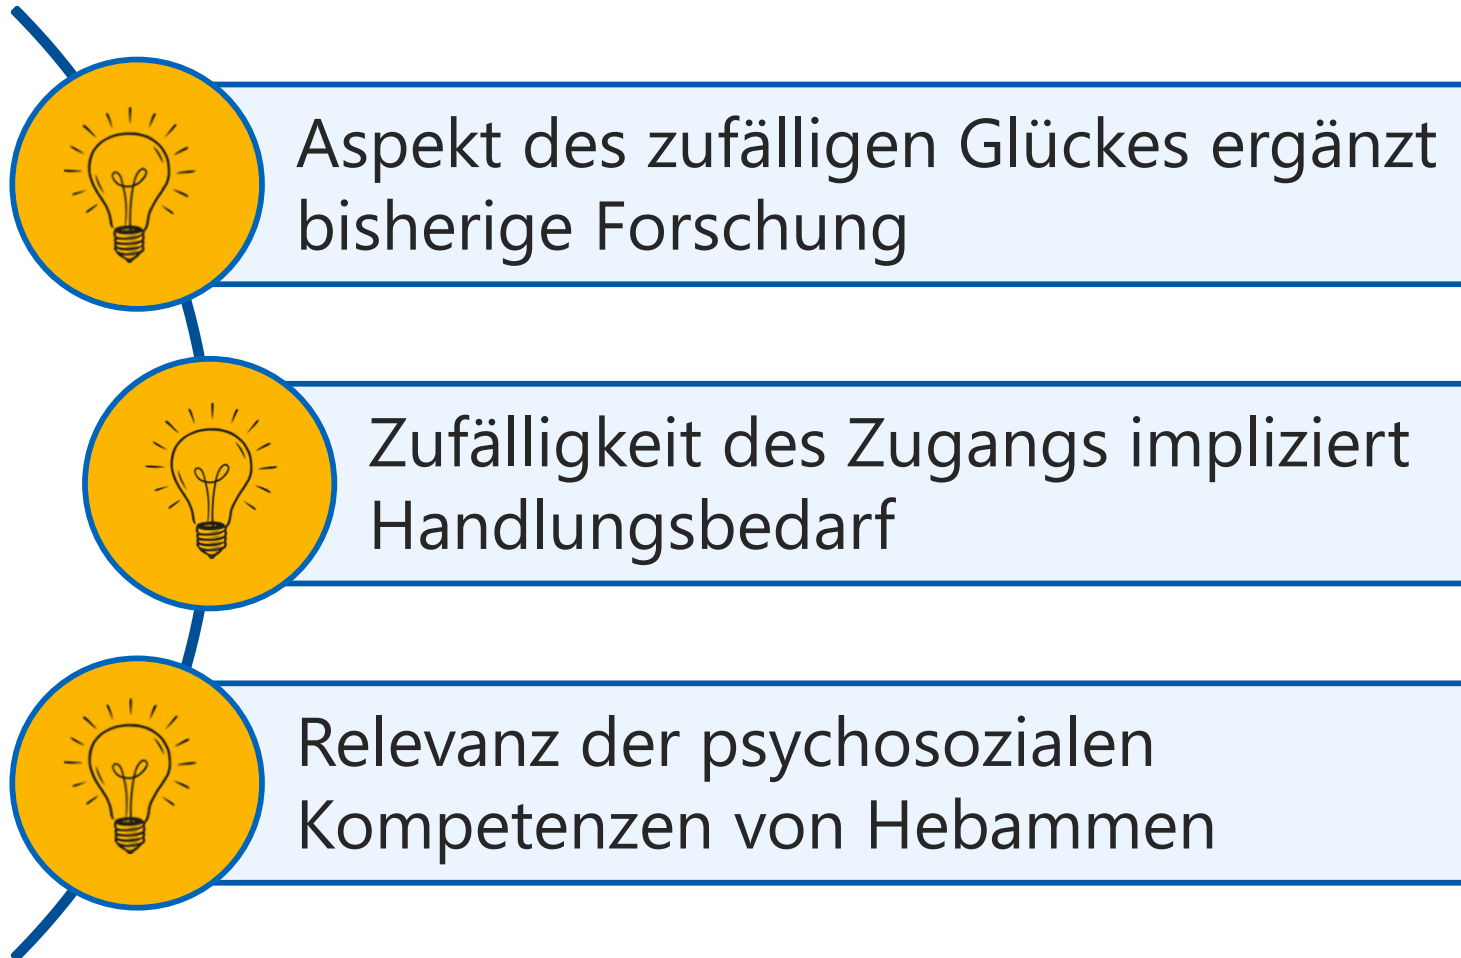 Aspekt des zufälligen Glückes ergänzt
bisherige Forschung
Zufälligkeit des Zugangs impliziert
Handlungsbedarf
Relevanz der psychosozialen
Kompetenzen von Hebammen